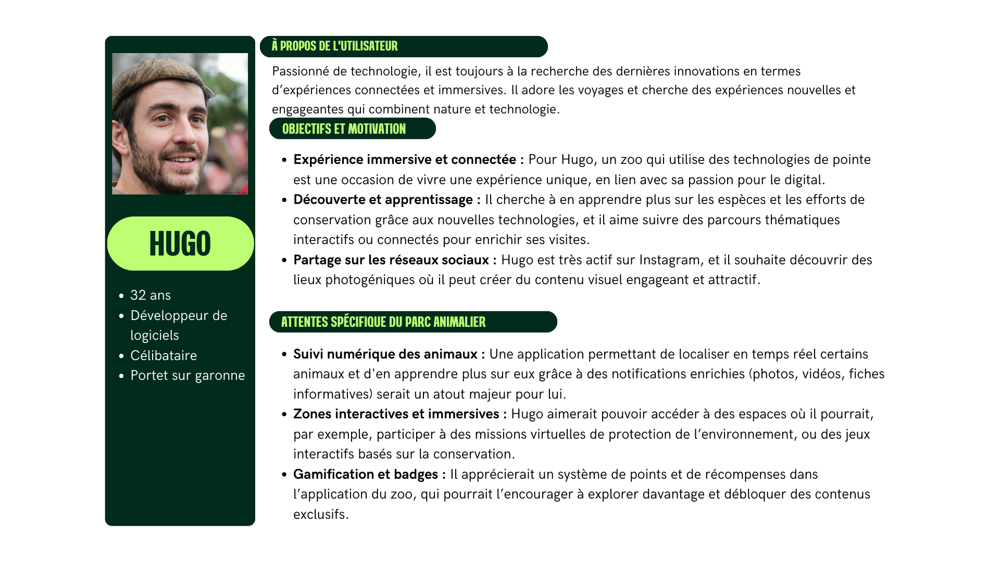 HUGO
32 ans
Développeur de
logiciels
Célibataire
Portet sur garonne
À PROPOS DE L'UTILISATEUR
Passionné de technologie, il est toujours à la recherche des dernières innovations en termes
d’expériences connectées et immersives. Il adore les voyages et cherche des expériences nouvelles et
engageantes qui combinent nature et technologie.
OBJECTIFS ET MOTIVATION
Expérience immersive et connectée : Pour Hugo, un zoo qui utilise des technologies de pointe
est une occasion de vivre une expérience unique, en lien avec sa passion pour le digital.
Découverte et apprentissage : Il cherche à en apprendre plus sur les espèces et les efforts de
conservation grâce aux nouvelles technologies, et il aime suivre des parcours thématiques
interactifs ou connectés pour enrichir ses visites.
Partage sur les réseaux sociaux : Hugo est très actif sur Instagram, et il souhaite découvrir des
lieux photogéniques où il peut créer du contenu visuel engageant et attractif.
ATTENTES SPÉCIFIQUE DU PARC ANIMALIER
Suivi numérique des animaux : Une application permettant de localiser en temps réel certains
animaux et d'en apprendre plus sur eux grâce à des notifications enrichies (photos, vidéos, fiches
informatives) serait un atout majeur pour lui.
Zones interactives et immersives : Hugo aimerait pouvoir accéder à des espaces où il pourrait,
par exemple, participer à des missions virtuelles de protection de l’environnement, ou des jeux
interactifs basés sur la conservation.
Gamification et badges : Il apprécierait un système de points et de récompenses dans
l’application du zoo, qui pourrait l’encourager à explorer davantage et débloquer des contenus
exclusifs.